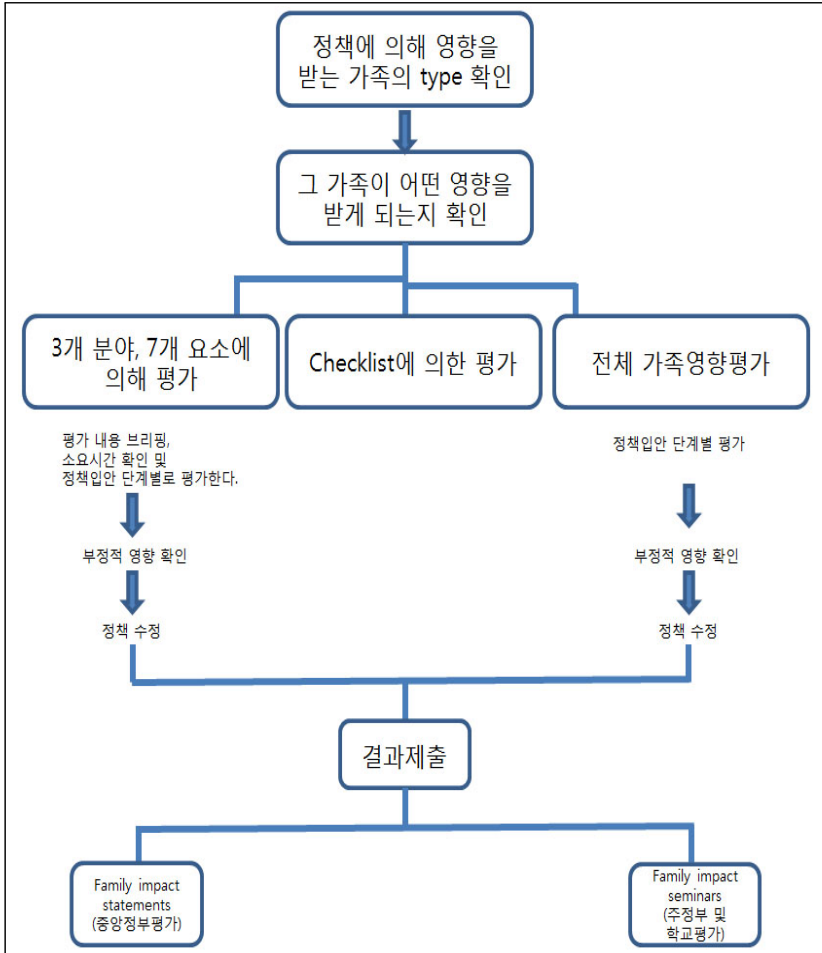 정책에 의해 영향을
받는 가족의 type 확인
그 가족이 어떤 영향을
받게 되는지 확인
3개 분야, 7개 요소에
의해 평가
Checklist에 의한 평가
전체 가족영향평가
평가 내용 브리핑,
소요시간 확인 및
정책입안 단계별로 평가한다.
정책입안 단계별 평가
부정적 영향 확인
부정적 영향 확인
정책 수정
정책 수정
결과제출
Family impact
statements
(중앙정부평가)
Family impact
seminars
(주정부 및
학교평가)